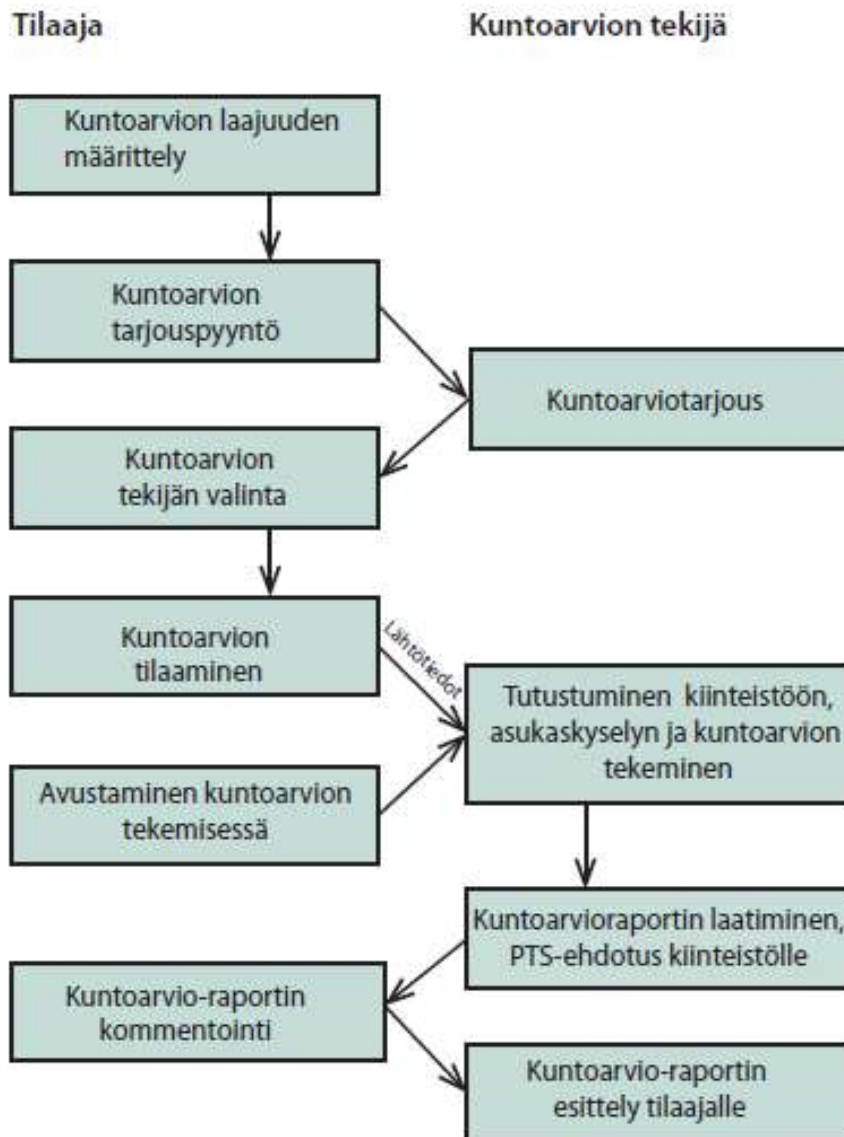 Tilaaja
Kuntoarvion tekijä
Kuntoarvion laajuuden
määrittely
Kuntoarvion
tarjouspyyntö
Kuntoarviotarjous
Kuntoarvion
tekijän valinta
Kuntoarvion
tilaaminen
Lähtötiedot
Tutustuminen kiinteistöön,
asukaskyselyn ja kuntoarvion
tekeminen
Avustaminen kuntoarvion
tekemisessä
Kuntoarvioraportin laatiminen,
PTS-ehdotus kiinteistölle
Kuntoarvio-raportin
kommentointi
Kuntoarvio-raportin
esittely tilaajalle